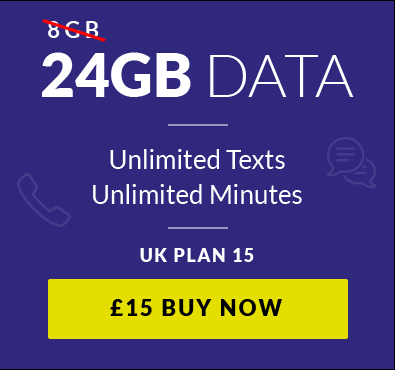 8GB
24GB DATA
Unlimited Texts
Unlimited Minutes
UK PLAN 15
£15 BUY NOW